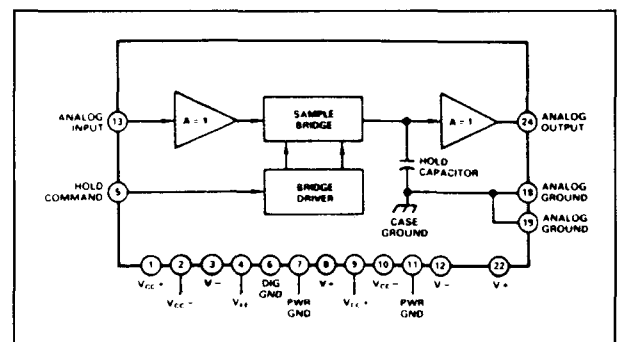 ANALOG
INPUT
13
A = 1
SAMPLE
BRIDGE
A = 1
24
ANALOG
OUTPUT
HOLD
CAPACITOR
HOLD
COMMAND
5
BRIDGE
DRIVER
CASE
GROUND
18
ANALOG
GROUND
19
ANALOG
GROUND
1 2 3 4 6 7 8 9 10 11 12 22
VCC +
VCC −
V −
DIG
GND
PWR
GND
V +
VCC +
VCC −
PWR
GND
V −
V +